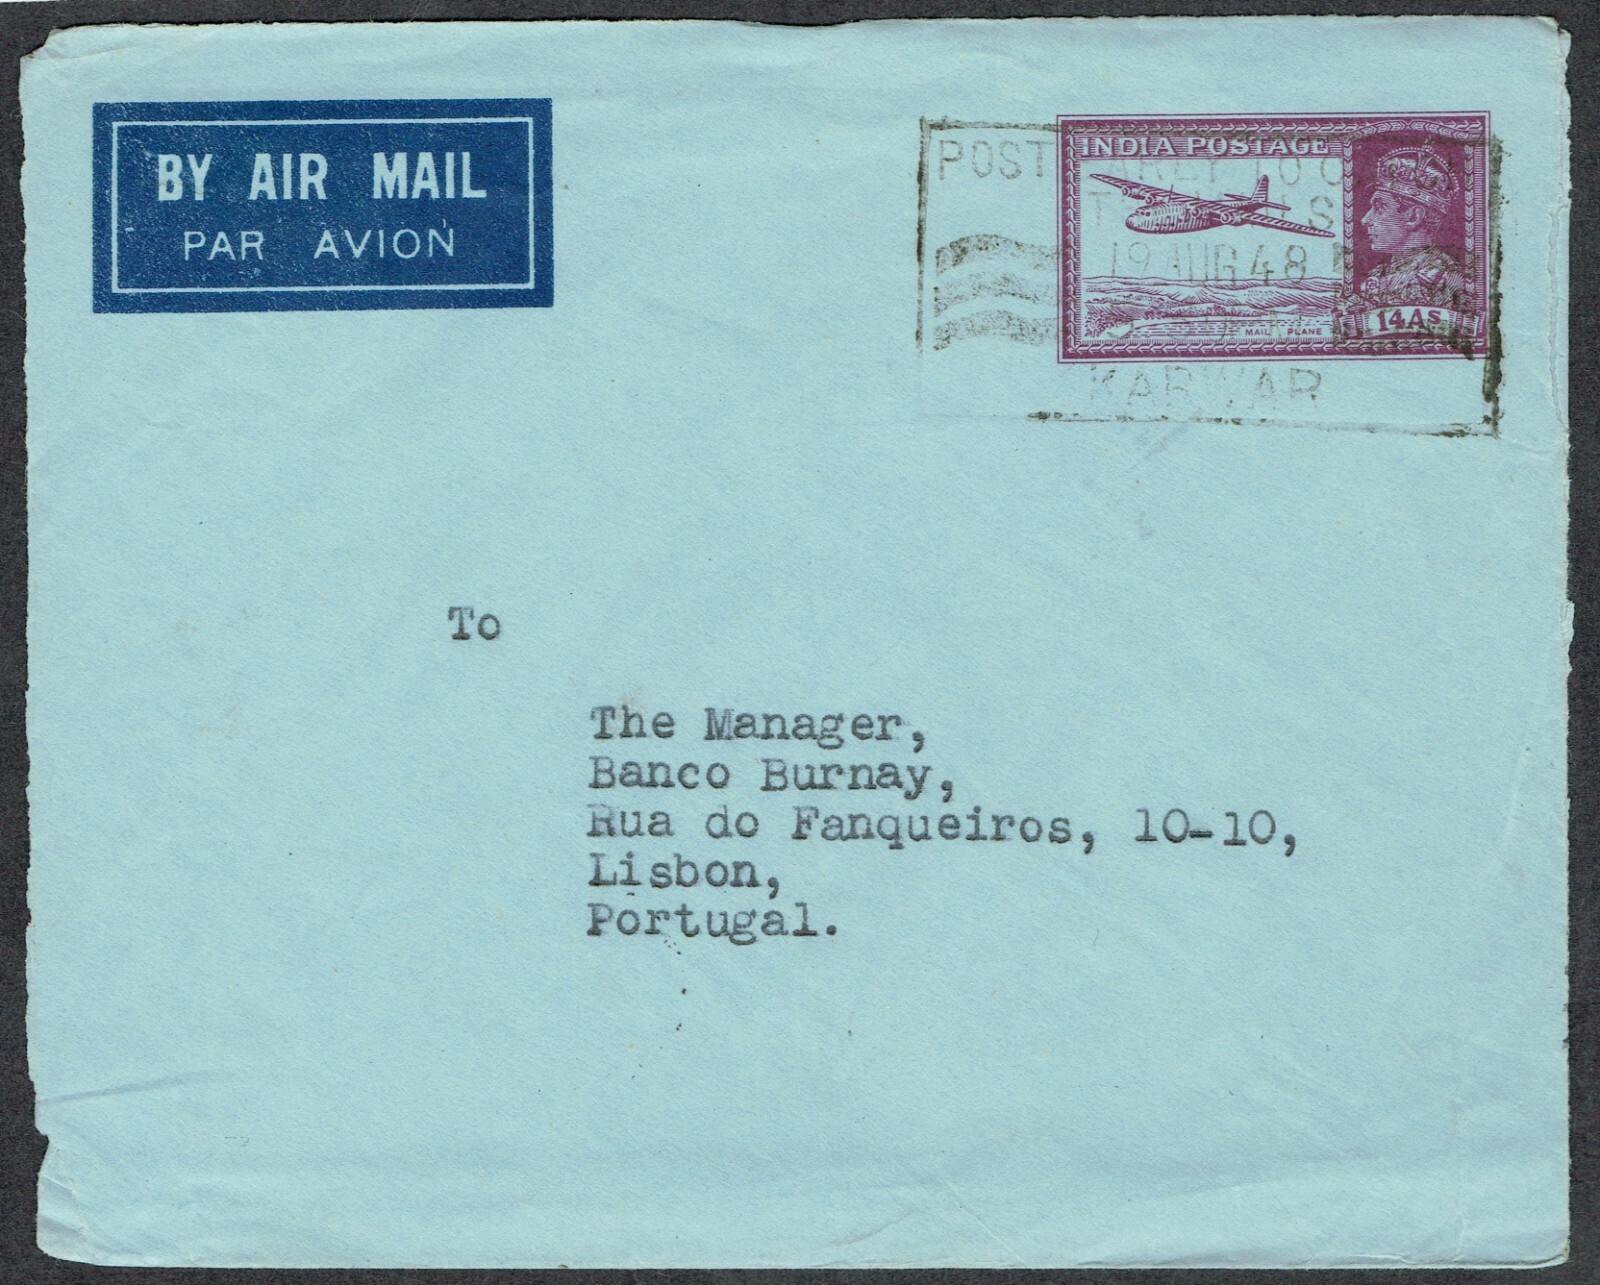 BY AIR MAIL
PAR AVION
INDIA POSTAGE
MAIL PLANE
14As
POST
19 AUG 48
KARWAR
To
The Manager,
Banco Burnay,
Rua do Fanqueiros, 10-10,
Lisbon,
Portugal.